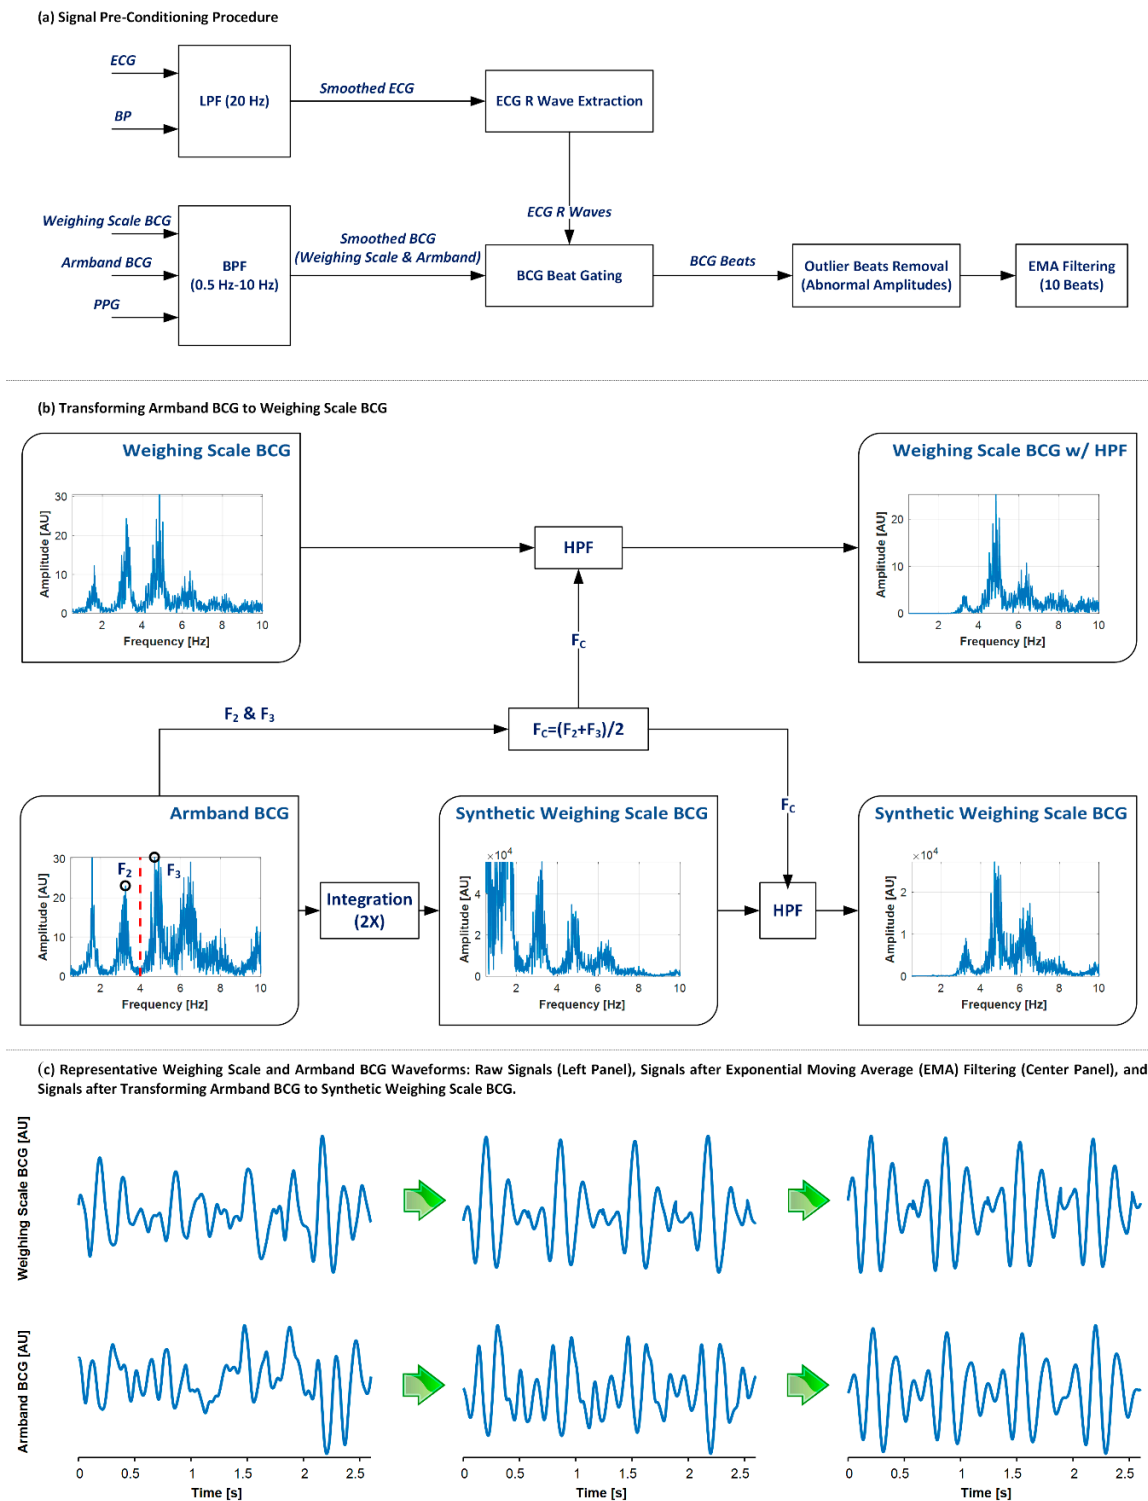 (a) Signal Pre-Conditioning Procedure
ECG
BP
LPF (20 Hz)
Smoothed ECG
ECG R Wave Extraction
ECG R Waves
Weighing Scale BCG
Armband BCG
PPG
BPF
(0.5 Hz-10 Hz)
Smoothed BCG
(Weighing Scale & Armband)
BCG Beat Gating
BCG Beats
Outlier Beats Removal
(Abnormal Amplitudes)
EMA Filtering
(10 Beats)
(b) Transforming Armband BCG to Weighing Scale BCG
Weighing Scale BCG
Amplitude [AU]
30
20
10
0
2 4 6 8 10
Frequency [Hz]
HPF
Weighing Scale BCG w/ HPF
Amplitude [AU]
20
10
0
2 4 6 8 10
Frequency [Hz]
F_C
F_2 & F_3
F_C=(F_2+F_3)/2
F_C
Armband BCG
Amplitude [AU]
30
20
10
0
F_2
F_3
2 4 6 8 10
Frequency [Hz]
Integration
(2X)
Synthetic Weighing Scale BCG
×10^4
Amplitude [AU]
4
2
0
2 4 6 8 10
Frequency [Hz]
HPF
Synthetic Weighing Scale BCG
×10^4
Amplitude [AU]
2
1
0
2 4 6 8 10
Frequency [Hz]
(c) Representative Weighing Scale and Armband BCG Waveforms: Raw Signals (Left Panel), Signals after Exponential Moving Average (EMA) Filtering (Center Panel), and
Signals after Transforming Armband BCG to Synthetic Weighing Scale BCG.
Weighing Scale BCG [AU]
Armband BCG [AU]
0 0.5 1 1.5 2 2.5
Time [s]
0 0.5 1 1.5 2 2.5
Time [s]
0 0.5 1 1.5 2 2.5
Time [s]